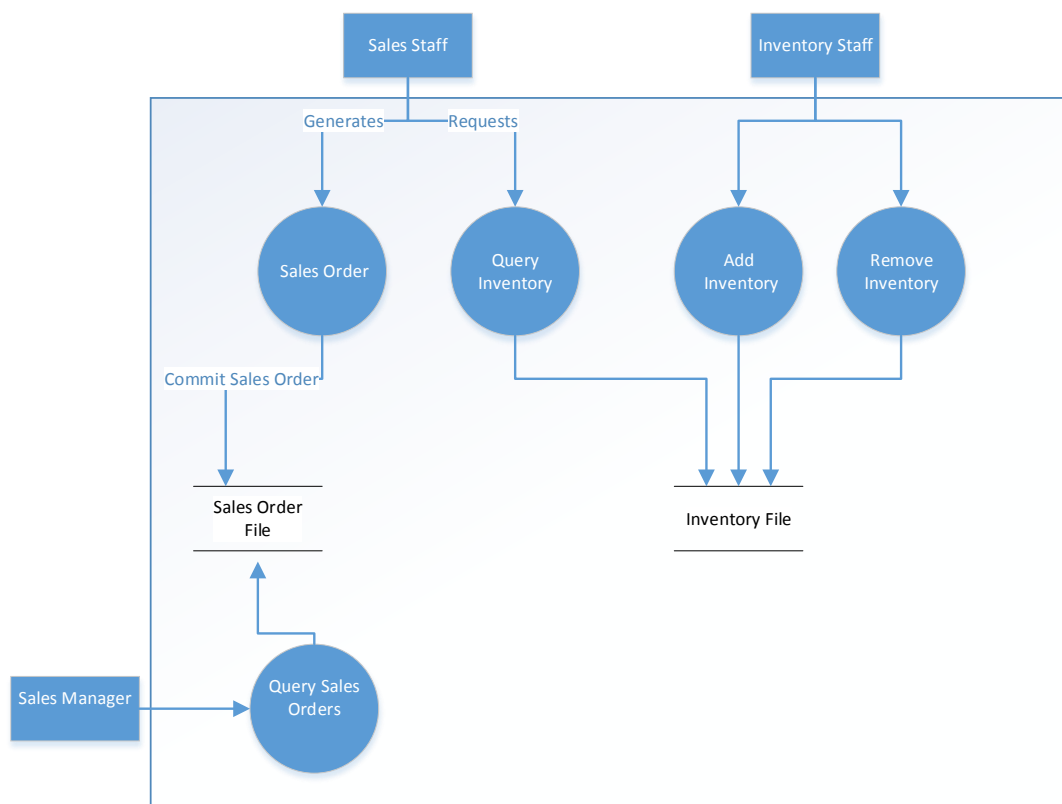 Sales Staff
Inventory Staff
Generates
Requests
Sales Order
Query
Inventory
Add
Inventory
Remove
Inventory
Commit Sales Order
Sales Order
File
Inventory File
Sales Manager
Query Sales
Orders